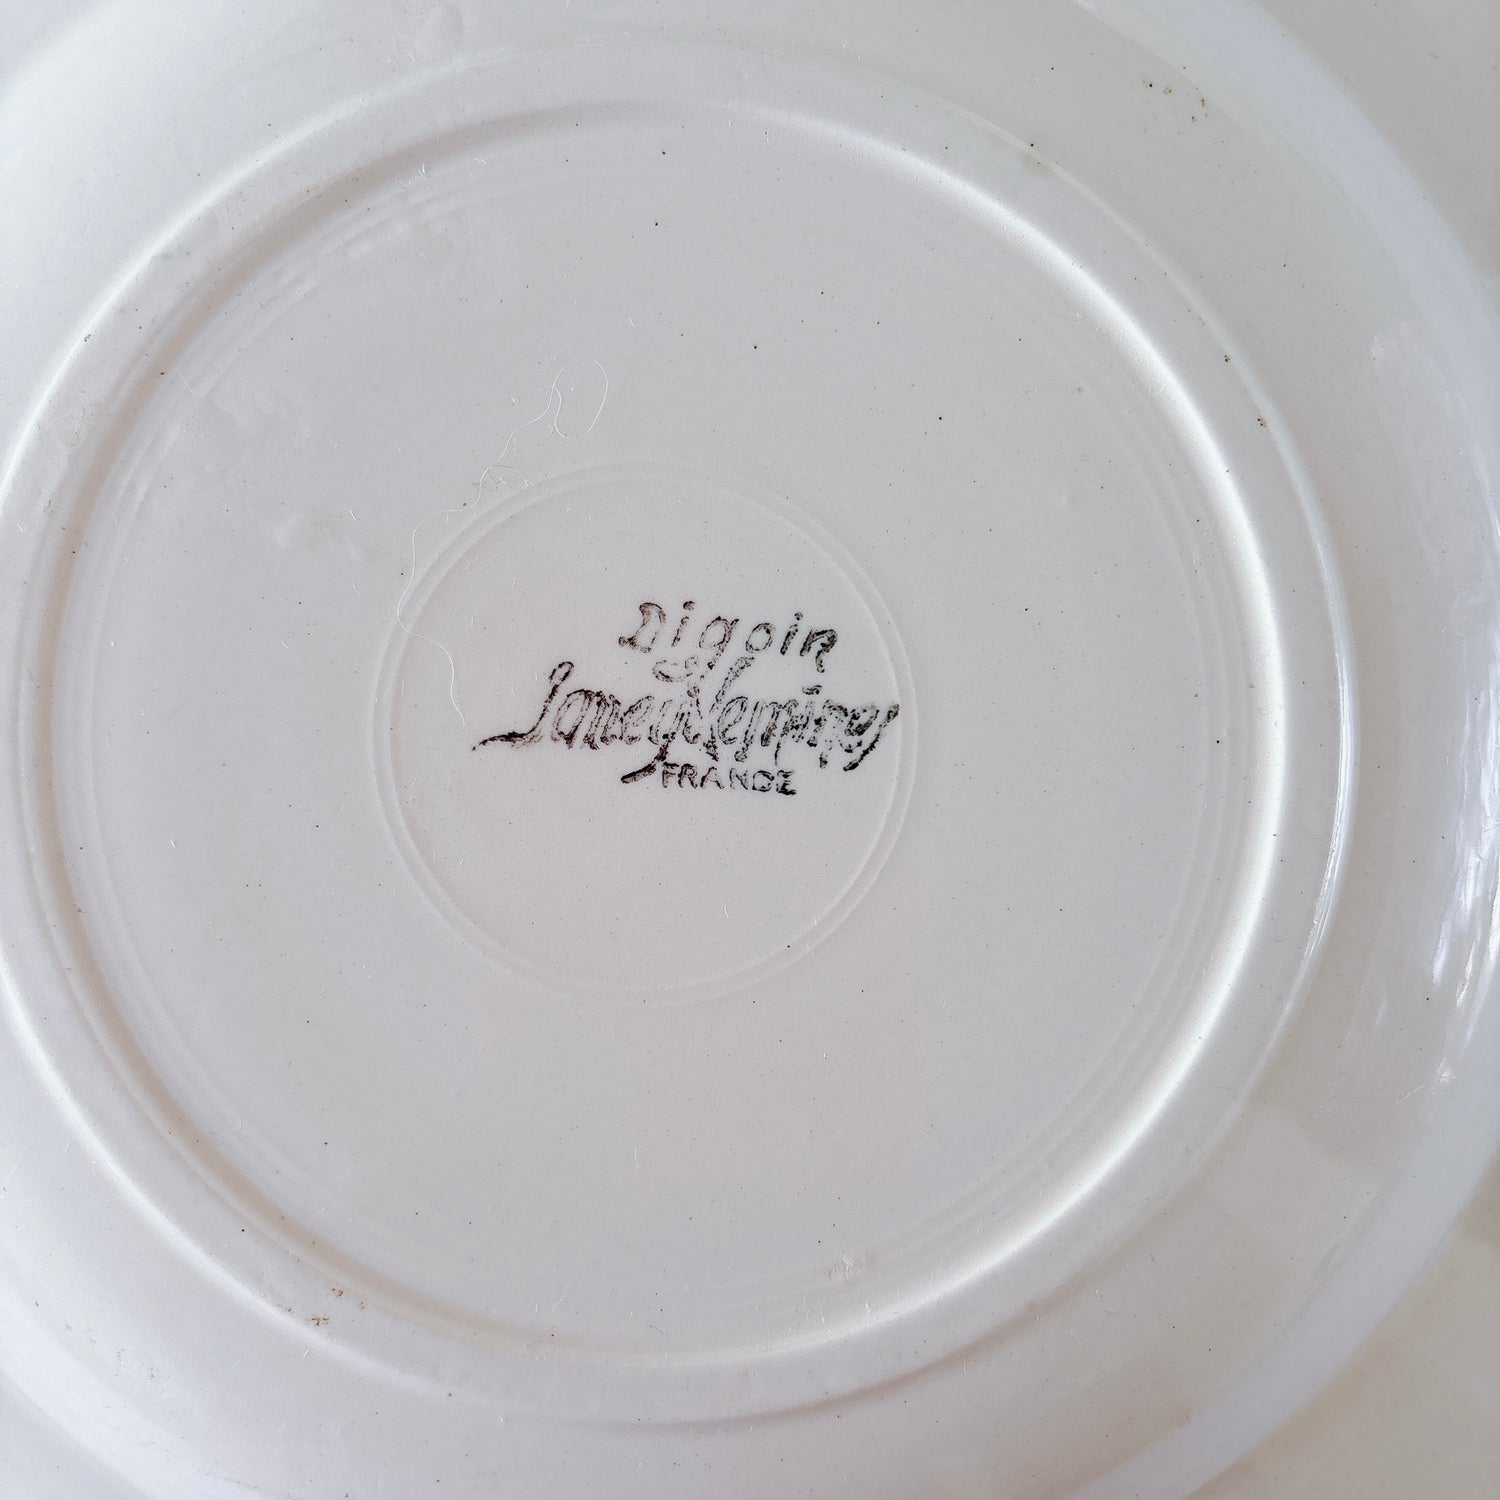 Digoin
&
Sarreguemines
FRANCE